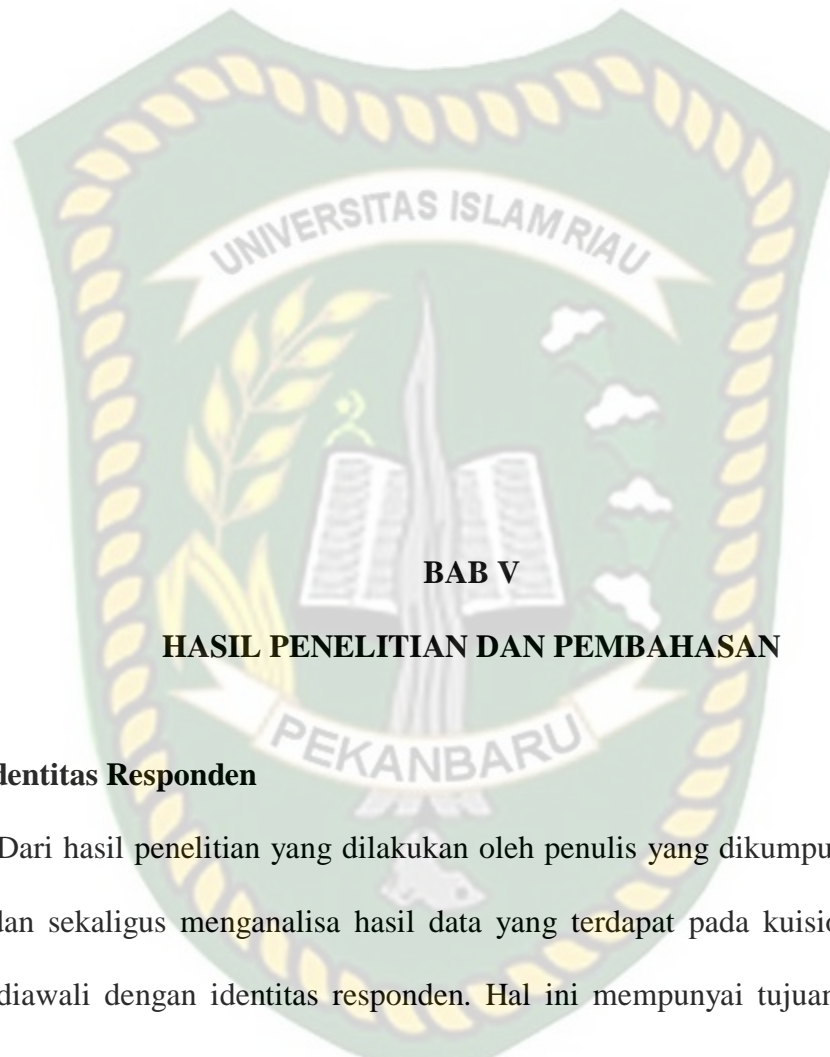 UNIVERSITAS ISLAM RIAU
BAB V
HASIL PENELITIAN DAN PEMBAHASAN
PEKANBARU
dentitas Responden
Dari hasil penelitian yang dilakukan oleh penulis yang dikumpu
dan sekaligus menganalisa hasil data yang terdapat pada kuisio
diawali dengan identitas responden. Hal ini mempunyai tujuan